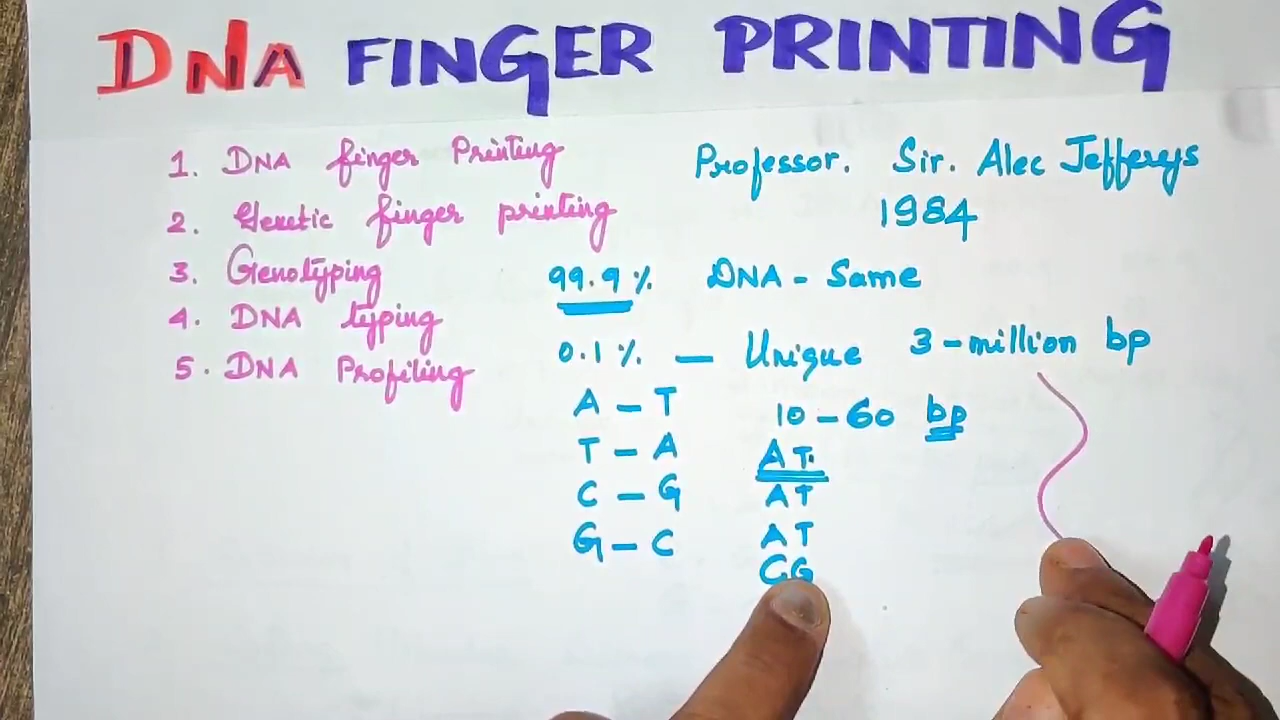 DNA FINGER PRINTING
1. DNA finger Printing
2. Genetic finger printing
3. Genotyping
4. DNA typing
5. DNA Profiling
Professor. Sir. Alec Jefferys
1984
99.9% DNA - Same
0.1% — Unique 3-million bp
A - T
T - A
C - G
G - C
10 - 60 bp
AT.
AT
AT
CG